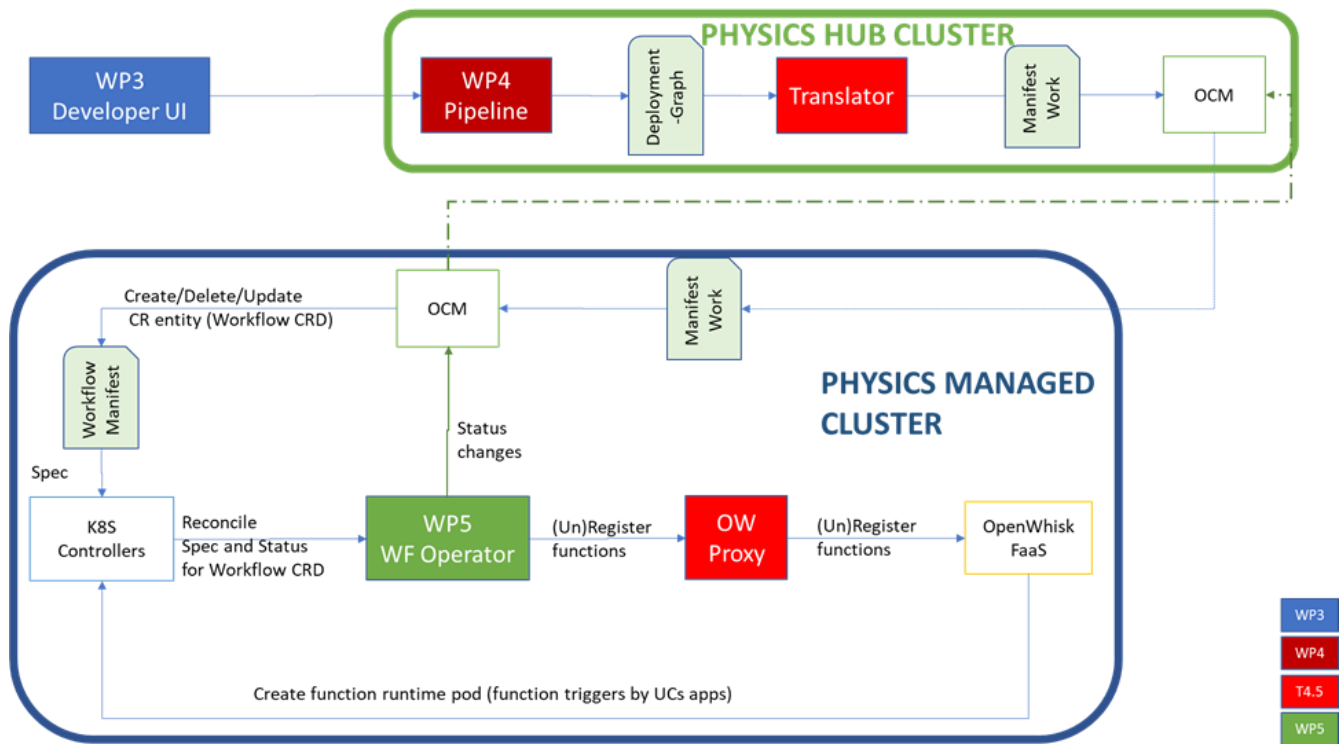 PHYSICS HUB CLUSTER
WP3
Developer UI
WP4
Pipeline
Deployment
-Graph
Translator
Manifest
Work
OCM
Create/Delete/Update
CR entity (Workflow CRD)
OCM
Manifest
Work
Workflow
Manifest
PHYSICS MANAGED
CLUSTER
Status
changes
Spec
K8S
Controllers
Reconcile
Spec and Status
for Workflow CRD
WP5
WF Operator
(Un)Register
functions
OW
Proxy
(Un)Register
functions
OpenWhisk
FaaS
Create function runtime pod (function triggers by UCs apps)
WP3
WP4
T4.5
WP5